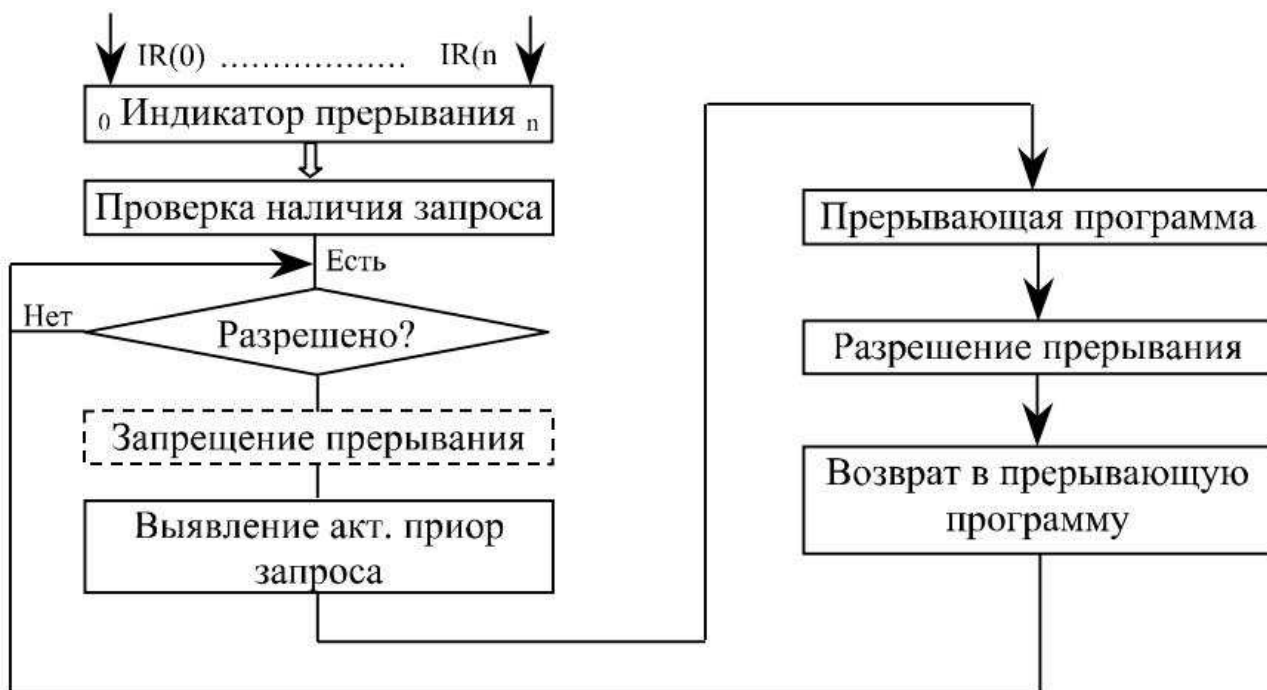 IR(0) .................. IR(n
0 Индикатор прерывания n
Проверка наличия запроса
Есть
Нет
Разрешено?
Запрещение прерывания
Выявление акт. приор
запроса
Прерывающая программа
Разрешение прерывания
Возврат в прерывающую
программу